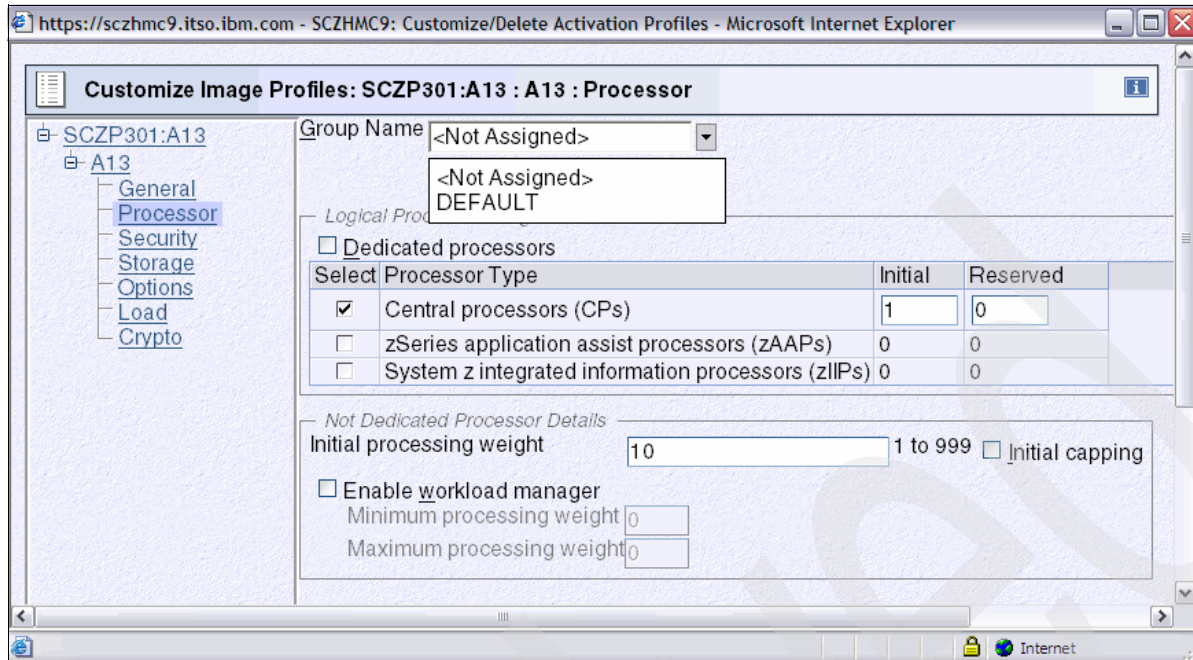 https://sczhmc9.itso.ibm.com - SCZHMC9: Customize/Delete Activation Profiles - Microsoft Internet Explorer
Customize Image Profiles: SCZP301:A13 : A13 : Processor
SCZP301:A13
A13
General
Processor
Security
Storage
Options
Load
Crypto
Group Name <Not Assigned>
<Not Assigned>
DEFAULT
Logical
Dedicated processors
Select Processor Type Initial Reserved
Central processors (CPs) 1 0
zSeries application assist processors (zAAPs) 0 0
System z integrated information processors (zIIPs) 0 0
Not Dedicated Processor Details
Initial processing weight 10 1 to 999 Initial capping
Enable workload manager
Minimum processing weight 0
Maximum processing weight 0
Internet